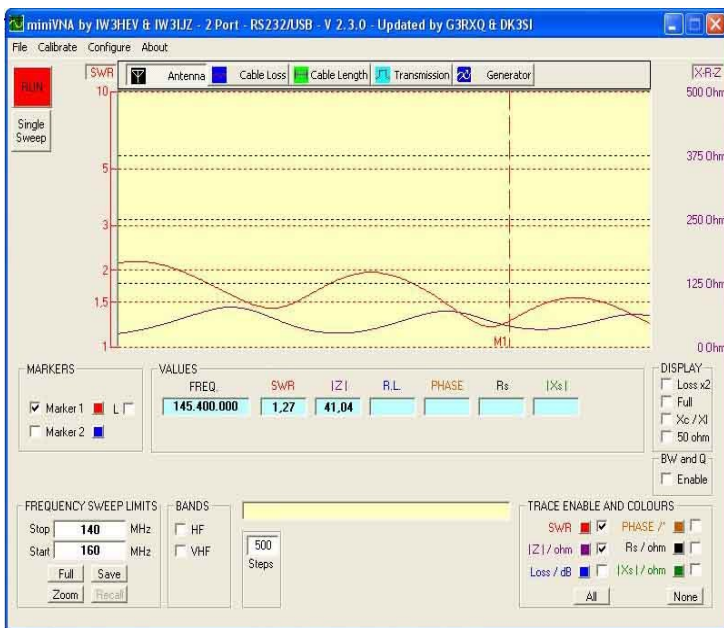 miniVNA by IW3HEV & IW3IJZ - 2 Port - RS232/USB - V 2.3.0 - Updated by G3RXQ & DK3SI
File Calibrate Configure About
RUN
Single
Sweep
SWR
Antenna
Cable Loss
Cable Length
Transmission
Generator
X-R-Z
10
5
3
2
1,5
1
500 Ohm
375 Ohm
250 Ohm
125 Ohm
0 Ohm
M1
MARKERS
Marker 1
L
Marker 2
VALUES
FREQ. SWR |Z| R.L. PHASE Rs |Xs|
145.400.000 1,27 41,04
DISPLAY
Loss x2
Full
Xc / Xl
50 ohm
BW and Q
Enable
FREQUENCY SWEEP LIMITS
Stop 140 MHz
Start 160 MHz
Full Save
Zoom Recall
BANDS
HF
VHF
500
Steps
TRACE ENABLE AND COLOURS
SWR PHASE /°
|Z| / ohm Rs / ohm
Loss / dB |Xs| / ohm
All None